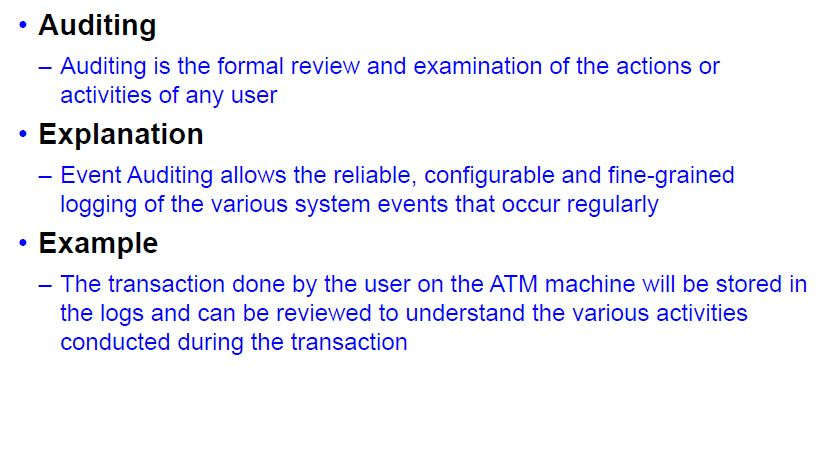 • Auditing
– Auditing is the formal review and examination of the actions or
activities of any user
• Explanation
– Event Auditing allows the reliable, configurable and fine-grained
logging of the various system events that occur regularly
• Example
– The transaction done by the user on the ATM machine will be stored in
the logs and can be reviewed to understand the various activities
conducted during the transaction